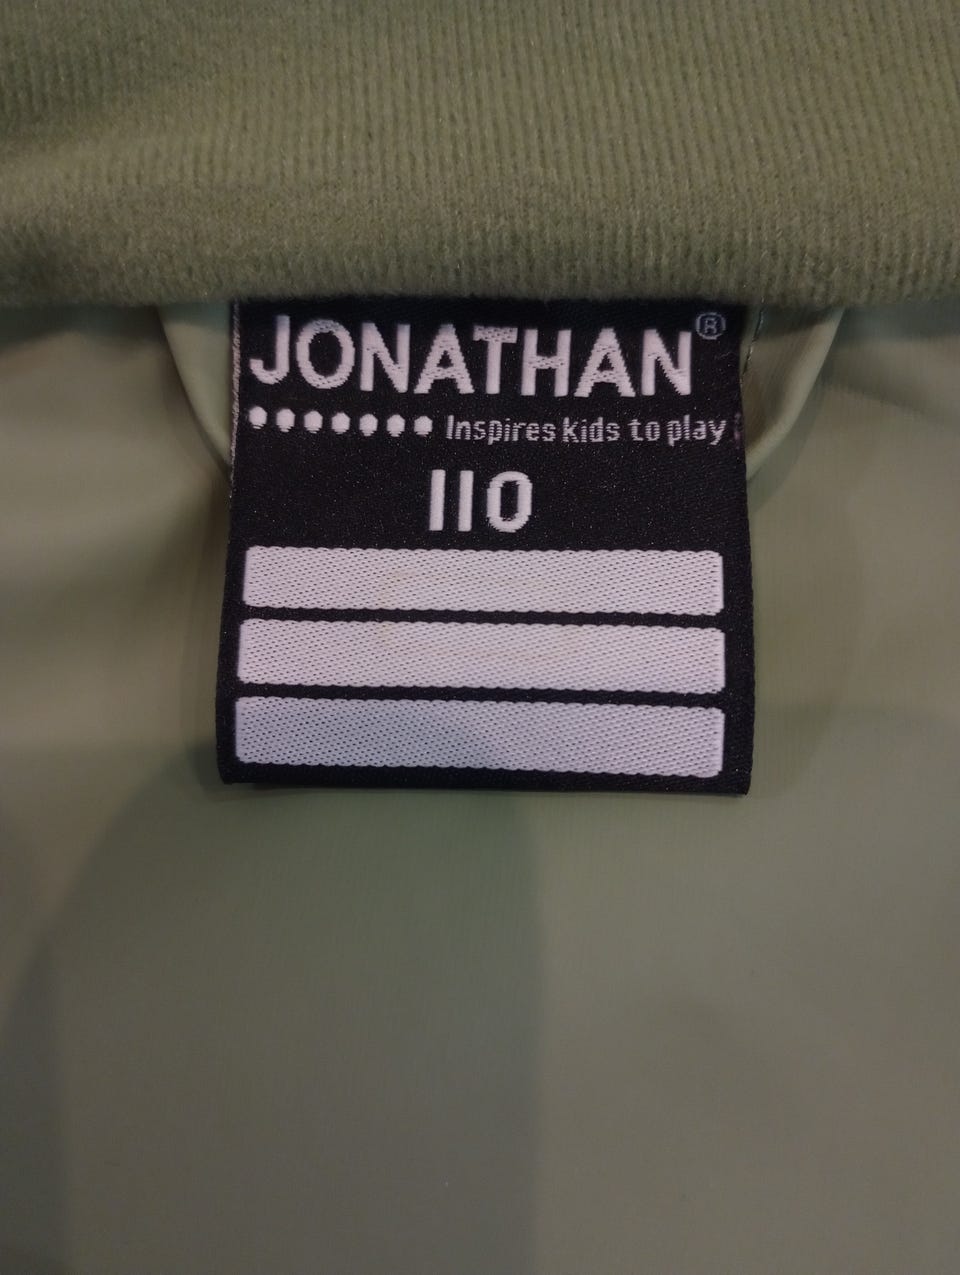 JONATHAN®
Inspires kids to play
110